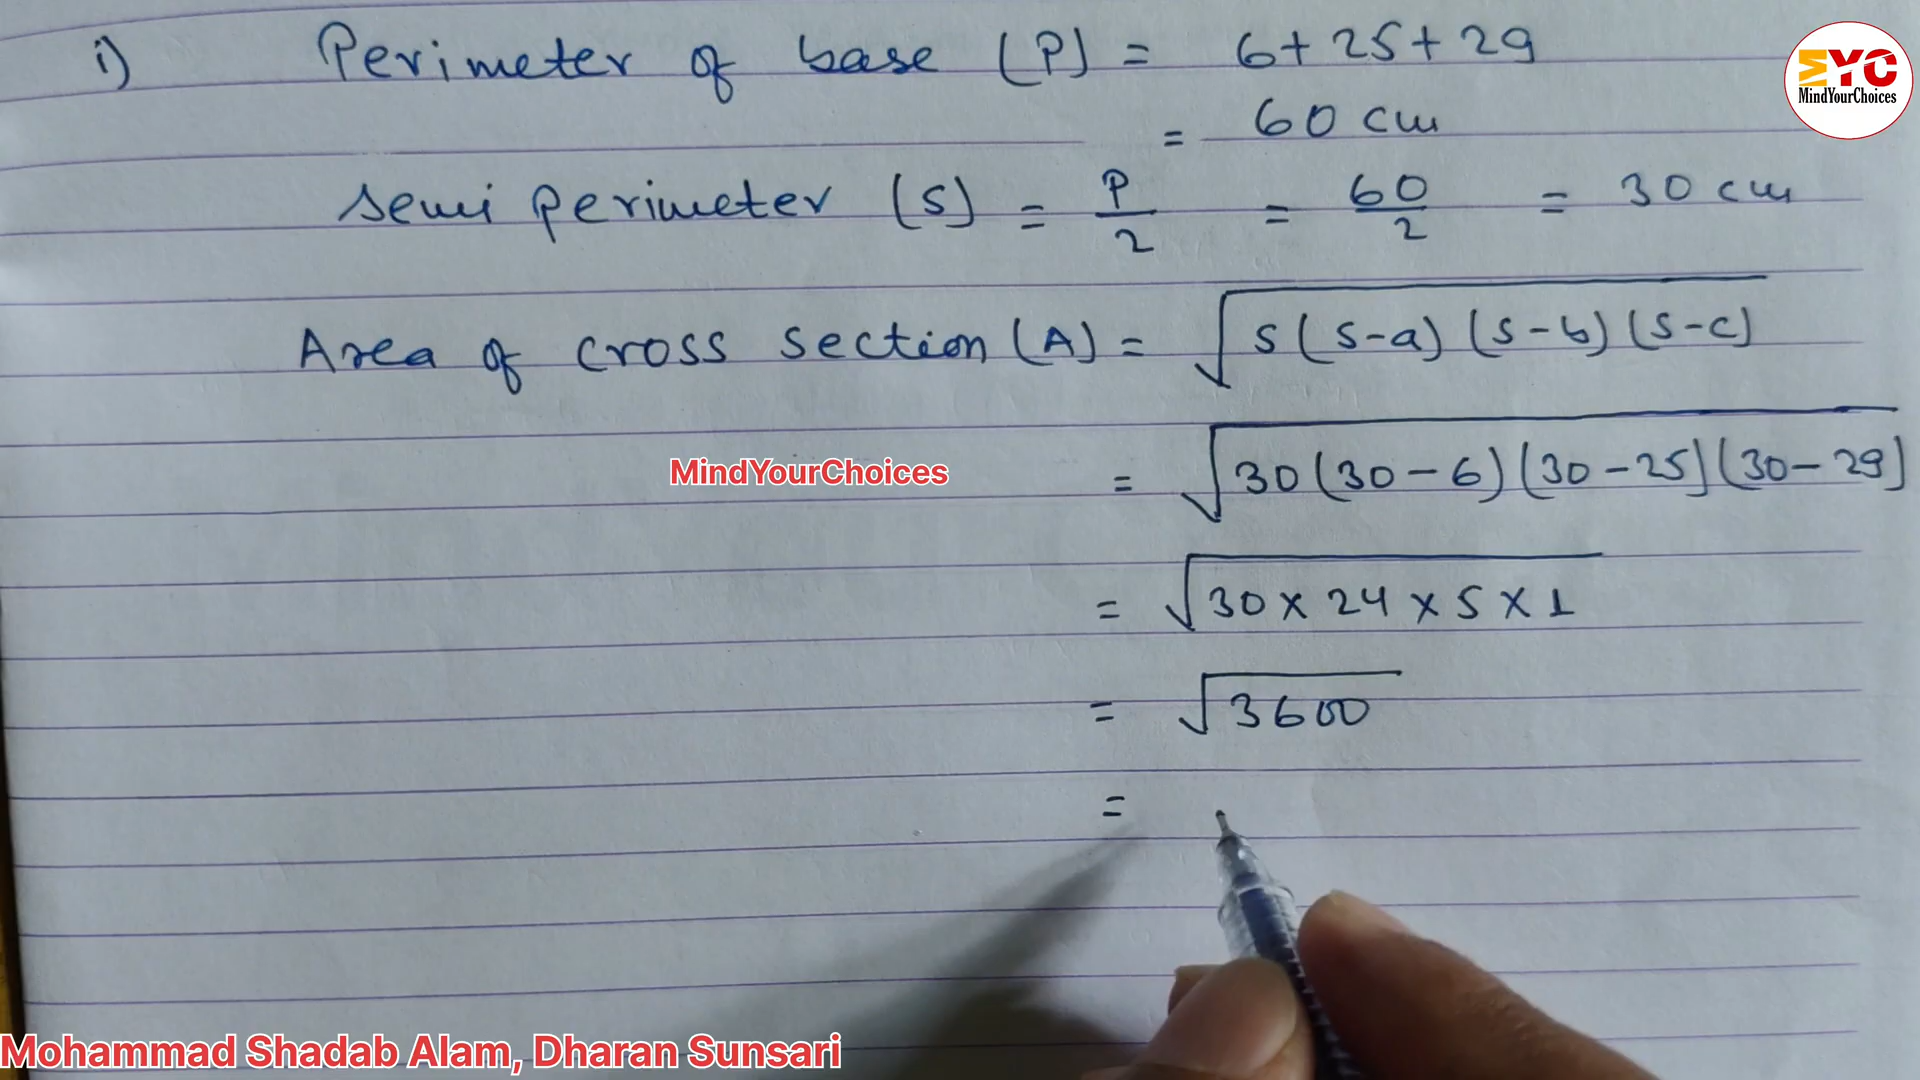 i) Perimeter of base (P) = 6+25+29
= 60 cm
Semi perimeter (S) = P/2 = 60/2 = 30 cm
Area of cross section (A) = √s(s-a)(s-b)(s-c)
= √30(30-6)(30-25)(30-29)
= √30×24×5×1
= √3600
=
MYC
MindYourChoices
MindYourChoices
Mohammad Shadab Alam, Dharan Sunsari